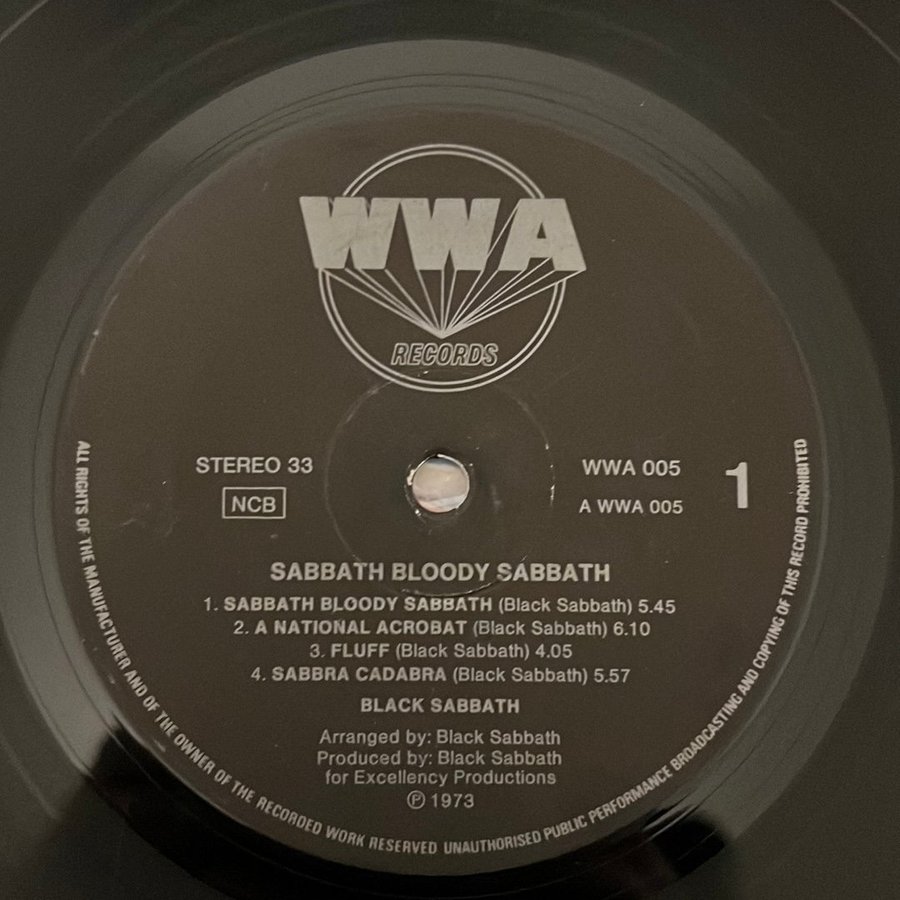 WWA
RECORDS
STEREO 33
NCB
WWA 005
A WWA 005
1
SABBATH BLOODY SABBATH
1. SABBATH BLOODY SABBATH (Black Sabbath) 5.45
2. A NATIONAL ACROBAT (Black Sabbath) 6.10
3. FLUFF (Black Sabbath) 4.05
4. SABBRA CADABRA (Black Sabbath) 5.57
BLACK SABBATH
Arranged by: Black Sabbath
Produced by: Black Sabbath
for Excellency Productions
℗ 1973
ALL RIGHTS OF THE MANUFACTURER AND OF THE OWNER OF THE RECORDED WORK RESERVED UNAUTHORISED PUBLIC PERFORMANCE BROADCASTING AND COPYING OF THIS RECORD PROHIBITED